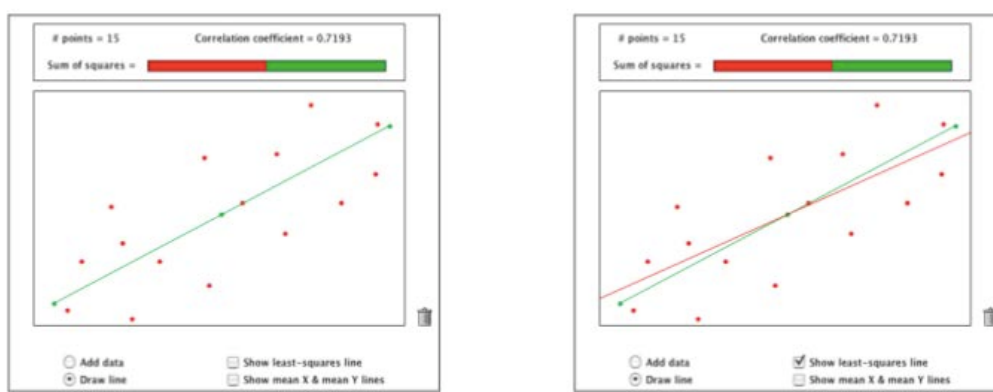 # points = 15 Correlation coefficient = 0.7193
Sum of squares =
Add data Show least-squares line
Draw line Show mean X & mean Y lines
# points = 15 Correlation coefficient = 0.7193
Sum of squares =
Add data Show least-squares line
Draw line Show mean X & mean Y lines